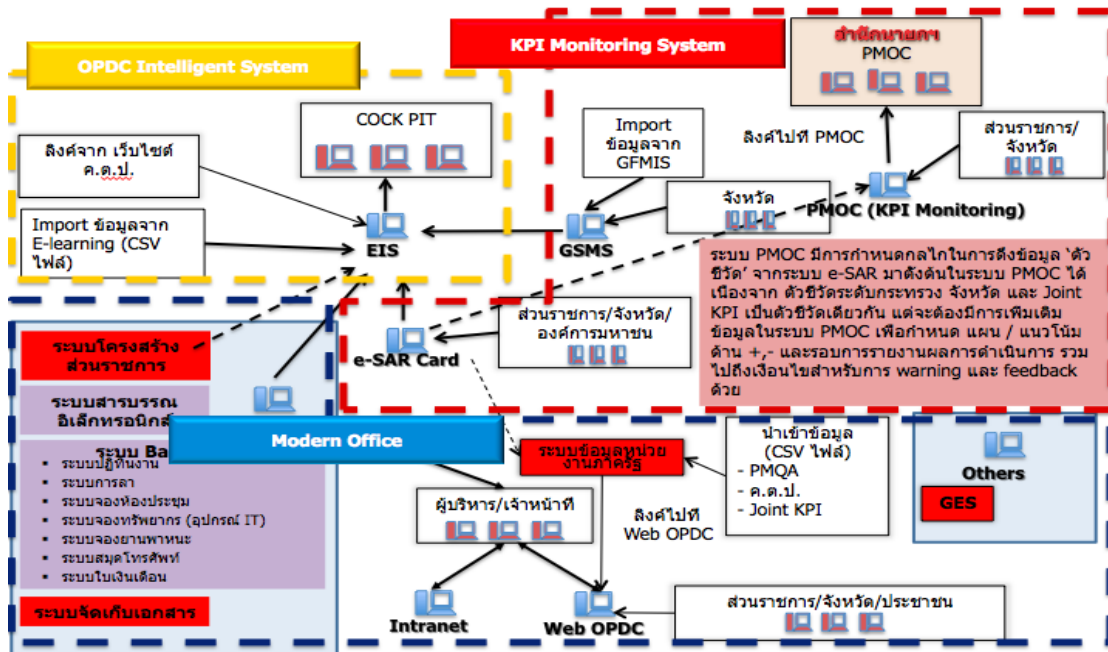 OPDC Intelligent System
KPI Monitoring System
สำนักนายกฯ
PMOC
COCK PIT
ลิงค์จาก เว็บไซต์
ค.ต.ป.
Import ข้อมูลจาก
E-learning (CSV
ไฟล์)
EIS
Import
ข้อมูลจาก
GFMIS
ลิงค์ไปที่ PMOC
ส่วนราชการ/
จังหวัด
จังหวัด
GSMS
PMOC (KPI Monitoring)
ระบบ PMOC มีการกำหนดกลไกในการดึงข้อมูล ‘ตัว
ชี้วัด’ จากระบบ e-SAR มาตั้งต้นในระบบ PMOC ได้
เนื่องจาก ตัวชี้วัดระดับกระทรวง จังหวัด และ Joint
KPI เป็นตัวชี้วัดเดียวกัน แต่จะต้องมีการเพิ่มเติม
ข้อมูลในระบบ PMOC เพื่อกำหนด แผน / แนวโน้ม
ด้าน +,- และรอบการรายงานผลการดำเนินการ รวม
ไปถึงเงื่อนไขสำหรับการ warning และ feedback
ด้วย
e-SAR Card
ส่วนราชการ/จังหวัด/
องค์การมหาชน
ระบบโครงสร้าง
ส่วนราชการ
ระบบสารบรรณ
อิเล็กทรอนิกส์
Modern Office
ระบบ Ba
▪ ระบบปฏิทินงาน
▪ ระบบการลา
▪ ระบบจองห้องประชุม
▪ ระบบจองทรัพยากร (อุปกรณ์ IT)
▪ ระบบจองยานพาหนะ
▪ ระบบสมุดโทรศัพท์
▪ ระบบใบเงินเดือน
ระบบจัดเก็บเอกสาร
ระบบข้อมูลหน่วย
งานภาครัฐ
นำเข้าข้อมูล
(CSV ไฟล์)
- PMQA
- ค.ต.ป.
- Joint KPI
Others
GES
ผู้บริหาร/เจ้าหน้าที่
ลิงค์ไปที่
Web OPDC
Intranet
Web OPDC
ส่วนราชการ/จังหวัด/ประชาชน